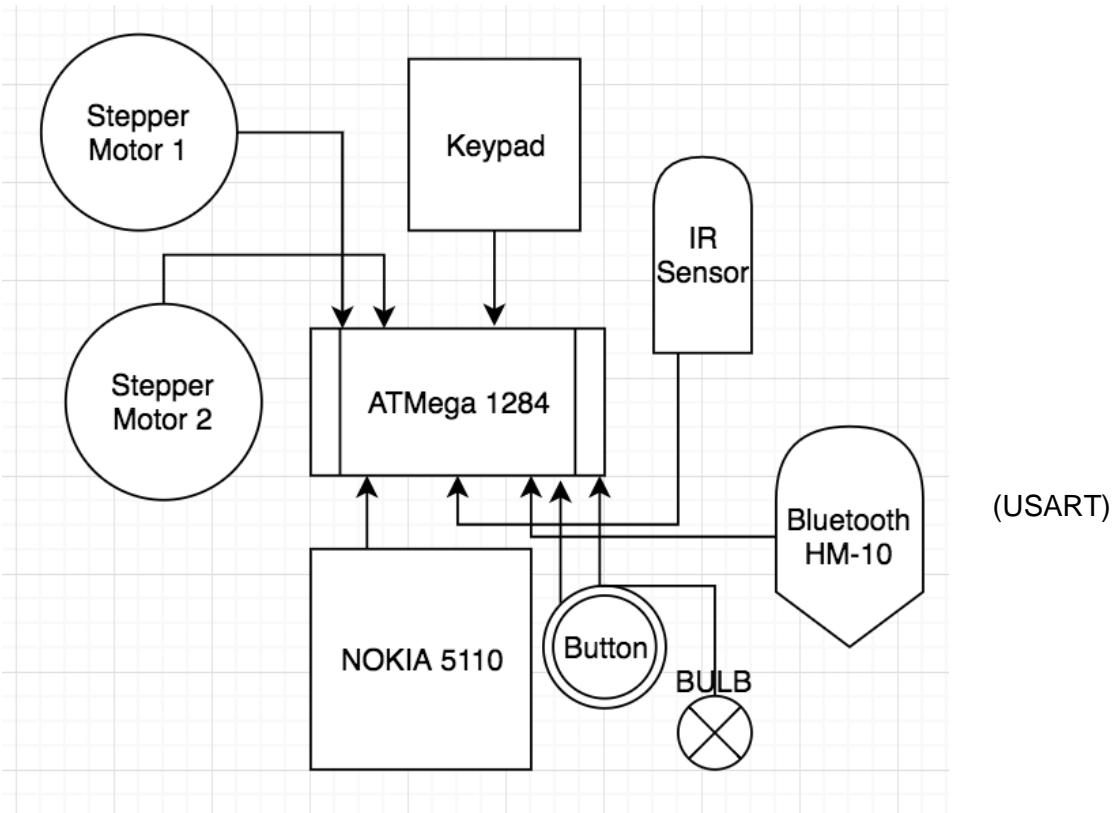 Stepper
Motor 1
Keypad
IR
Sensor
Stepper
Motor 2
ATMega 1284
Bluetooth
HM-10
(USART)
NOKIA 5110
Button
BULB